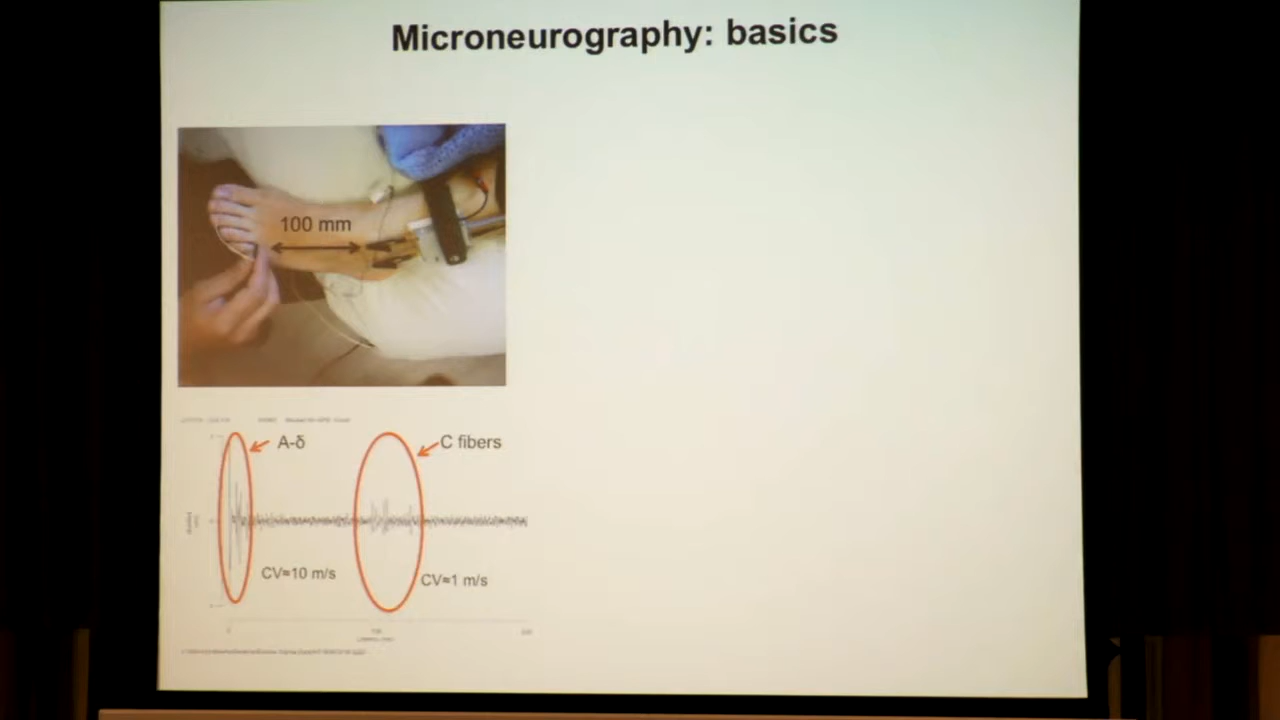 Microneurography: basics
100 mm
A-δ
C fibers
CV≈10 m/s
CV≈1 m/s